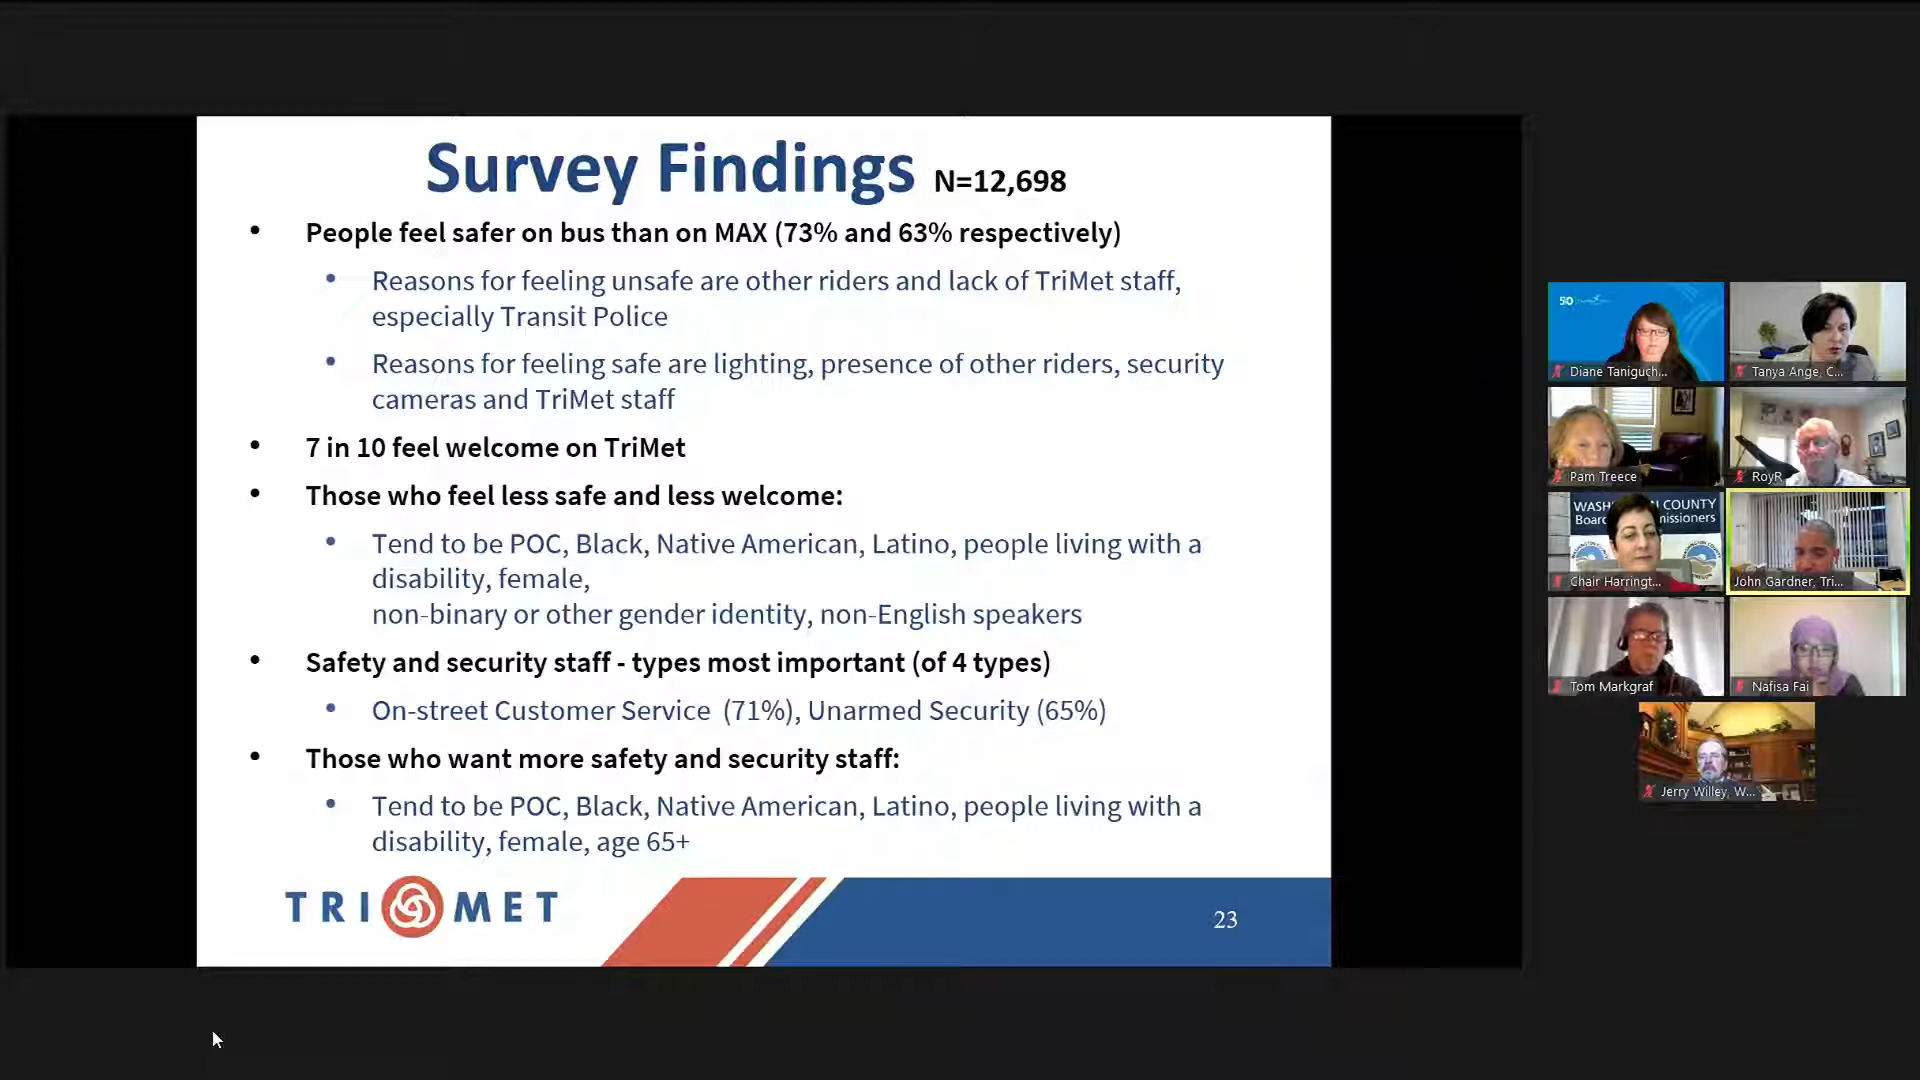 Survey Findings N=12,698
• People feel safer on bus than on MAX (73% and 63% respectively)
• Reasons for feeling unsafe are other riders and lack of TriMet staff,
especially Transit Police
• Reasons for feeling safe are lighting, presence of other riders, security
cameras and TriMet staff
• 7 in 10 feel welcome on TriMet
• Those who feel less safe and less welcome:
• Tend to be POC, Black, Native American, Latino, people living with a
disability, female,
non-binary or other gender identity, non-English speakers
• Safety and security staff - types most important (of 4 types)
• On-street Customer Service (71%), Unarmed Security (65%)
• Those who want more safety and security staff:
• Tend to be POC, Black, Native American, Latino, people living with a
disability, female, age 65+
TRI MET
23
50
Diane Taniguch...
Tanya Ange, C...
Pam Treece
RoyR
COUNTY
Chair Harringt...
John Gardner, Tri...
Tom Markgraf
Nafisa Fai
Jerry Willey, W...